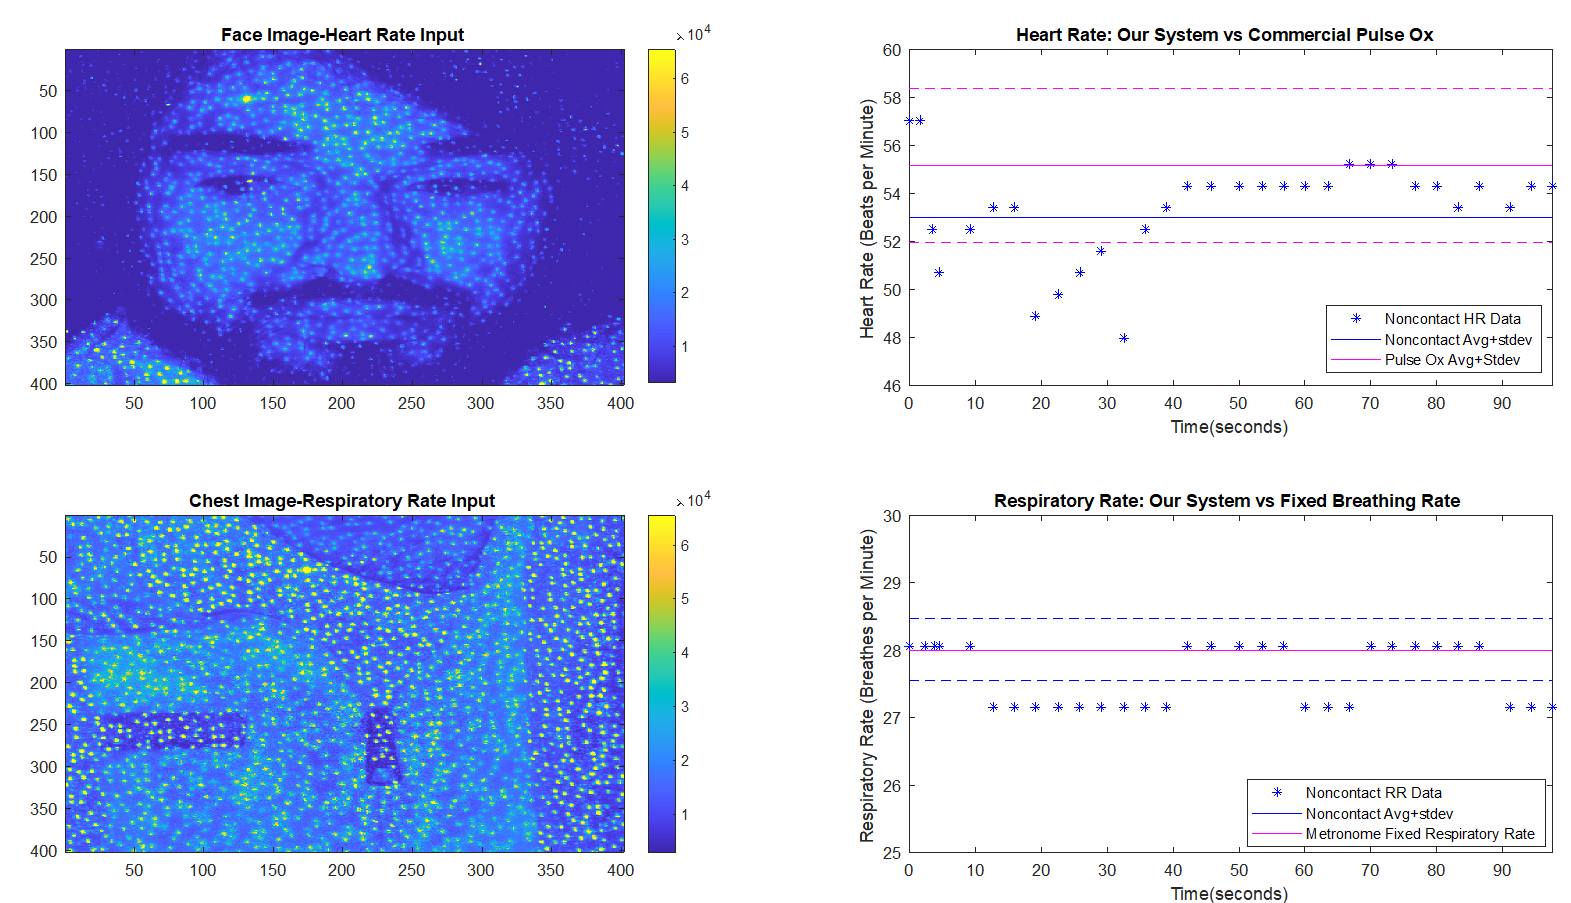 Face Image-Heart Rate Input
× 10^4
50
100
150
200
250
300
350
400
50 100 150 200 250 300 350 400
6
5
4
3
2
1
Heart Rate: Our System vs Commercial Pulse Ox
Heart Rate (Beats per Minute)
60
58
56
54
52
50
48
46
0 10 20 30 40 50 60 70 80 90
Time(seconds)
Noncontact HR Data
Noncontact Avg+stdev
Pulse Ox Avg+Stdev
Chest Image-Respiratory Rate Input
× 10^4
50
100
150
200
250
300
350
400
50 100 150 200 250 300 350 400
6
5
4
3
2
1
Respiratory Rate: Our System vs Fixed Breathing Rate
Respiratory Rate (Breathes per Minute)
30
29
28
27
26
25
0 10 20 30 40 50 60 70 80 90
Time(seconds)
Noncontact RR Data
Noncontact Avg+stdev
Metronome Fixed Respiratory Rate